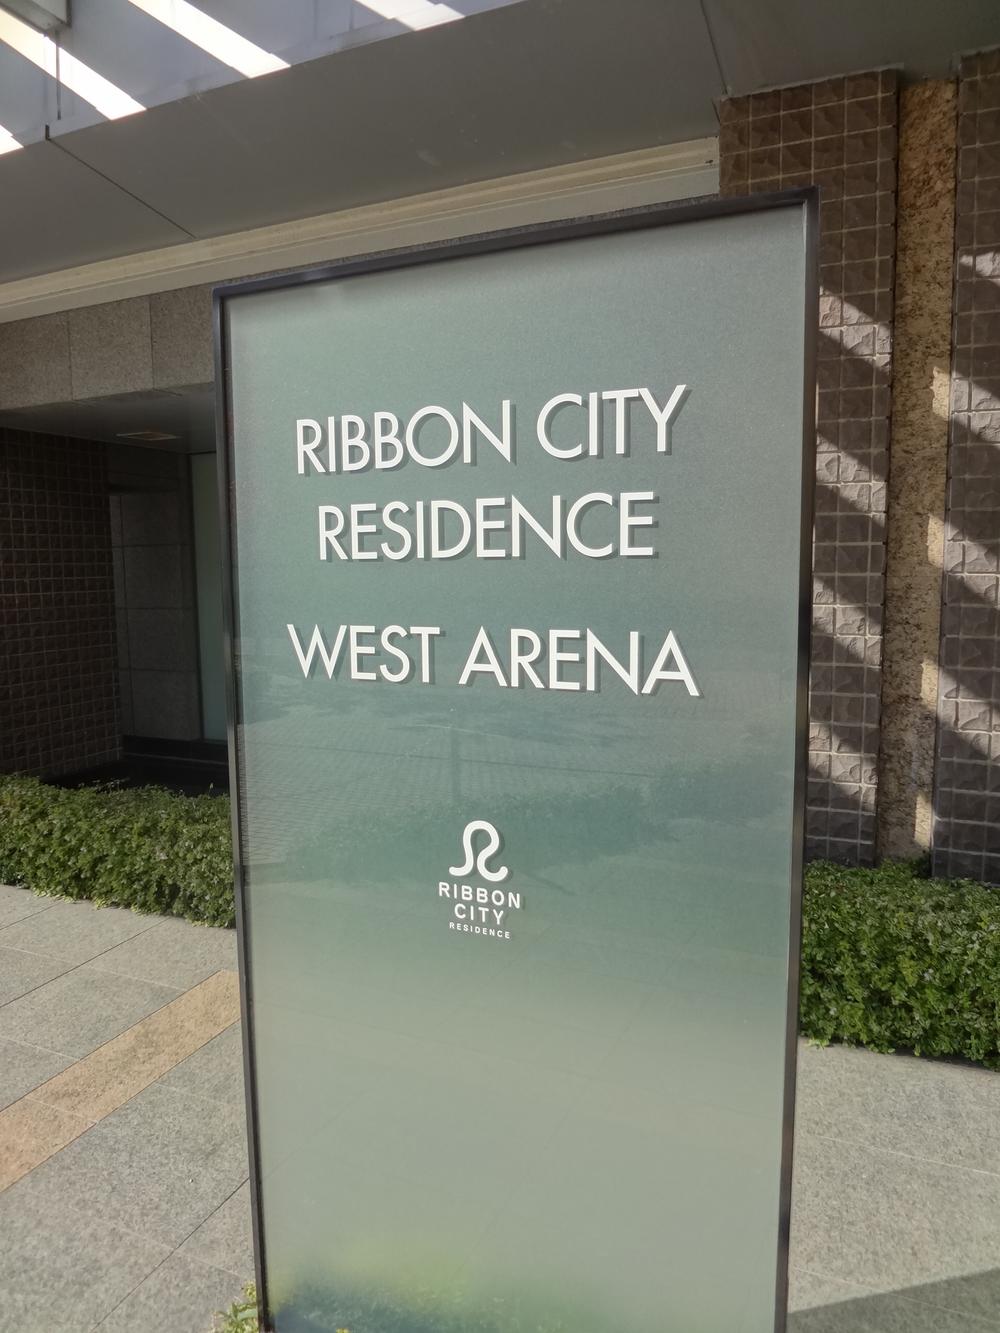 RIBBON CITY
RESIDENCE
WEST ARENA
RIBBON
CITY
RESIDENCE